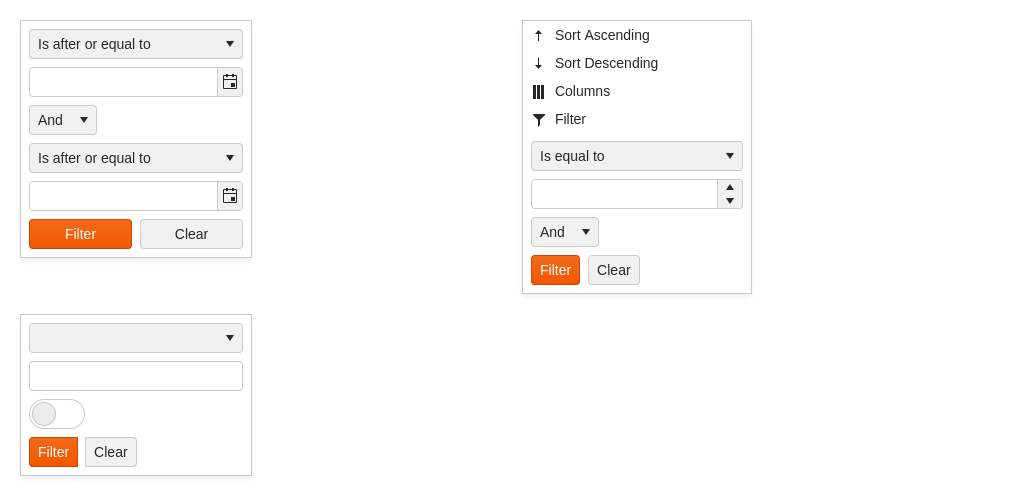 Is after or equal to
And
Is after or equal to
Filter Clear
Sort Ascending
Sort Descending
Columns
Filter
Is equal to
And
Filter Clear
Filter Clear